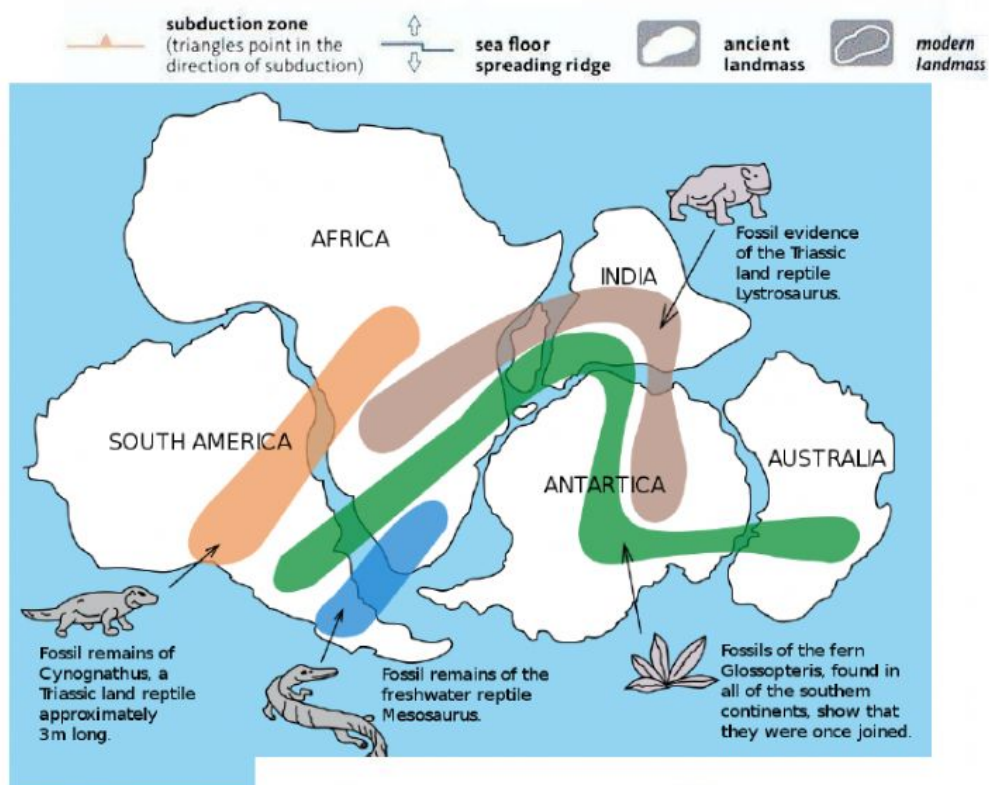 subduction zone
(triangles point in the
direction of subduction)
sea floor
spreading ridge
ancient
landmass
modern
landmass
AFRICA
INDIA
Fossil evidence
of the Triassic
land reptile
Lystrosaurus.
SOUTH AMERICA
ANTARTICA
AUSTRALIA
Fossil remains of
Cynognathus, a
Triassic land reptile
approximately
3m long.
Fossil remains of the
freshwater reptile
Mesosaurus.
Fossils of the fern
Glossopteris, found in
all of the southern
continents, show that
they were once joined.